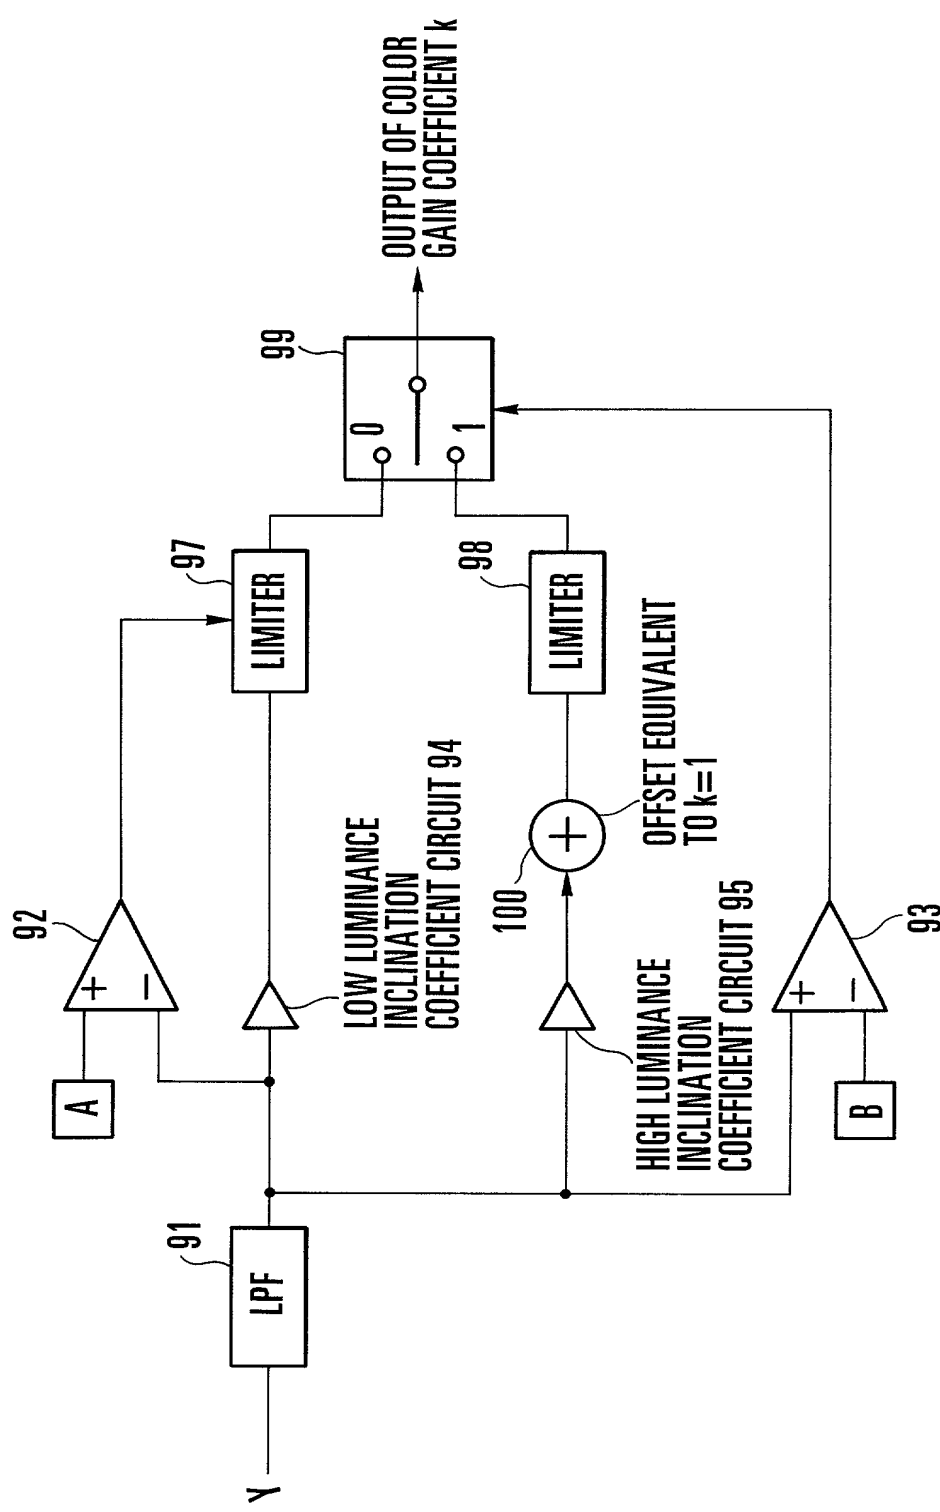 Y
LPF
91
A
+
−
92
LOW LUMINANCE
INCLINATION
COEFFICIENT CIRCUIT 94
LIMITER
97
HIGH LUMINANCE
INCLINATION
COEFFICIENT CIRCUIT 95
+
100
OFFSET EQUIVALENT
TO k=1
LIMITER
98
B
+
−
93
0
1
99
OUTPUT OF COLOR
GAIN COEFFICIENT k